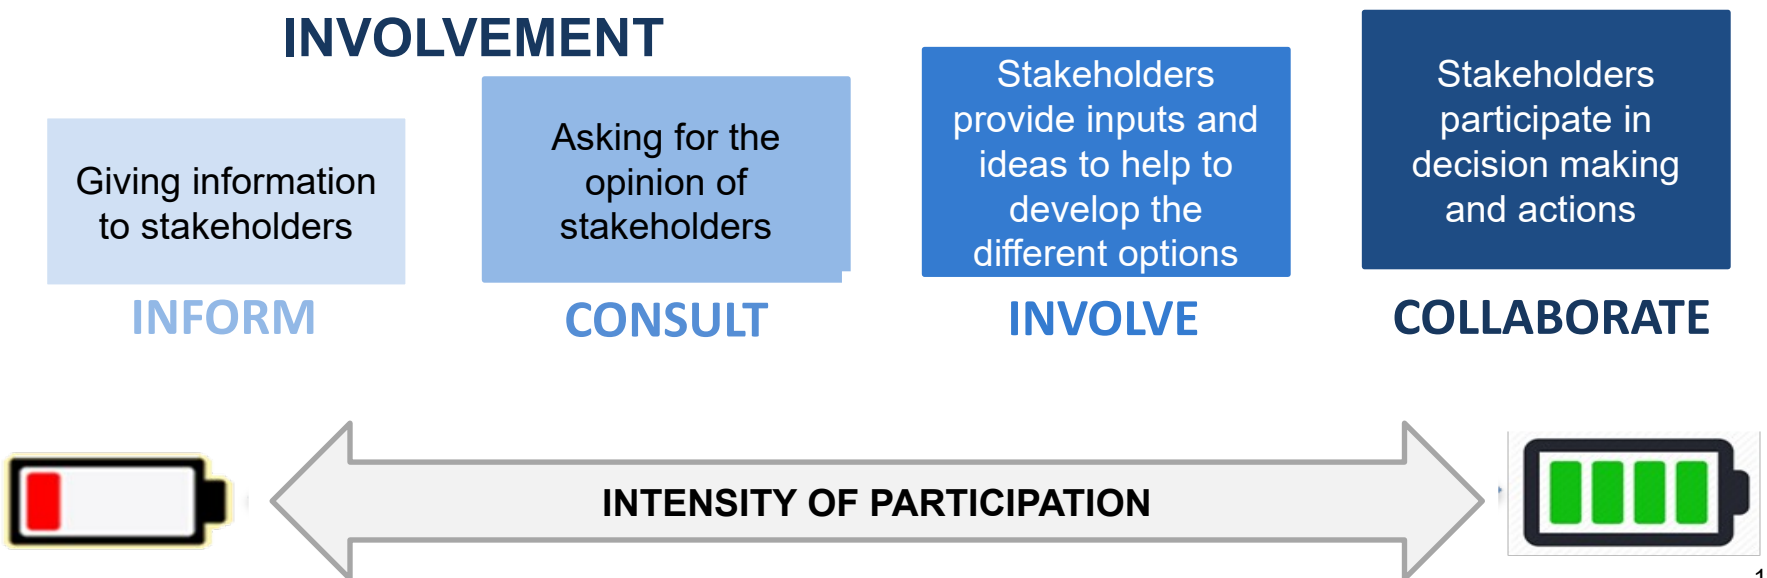 INVOLVEMENT
Giving information
to stakeholders
INFORM
Asking for the
opinion of
stakeholders
CONSULT
Stakeholders
provide inputs and
ideas to help to
develop the
different options
INVOLVE
Stakeholders
participate in
decision making
and actions
COLLABORATE
INTENSITY OF PARTICIPATION